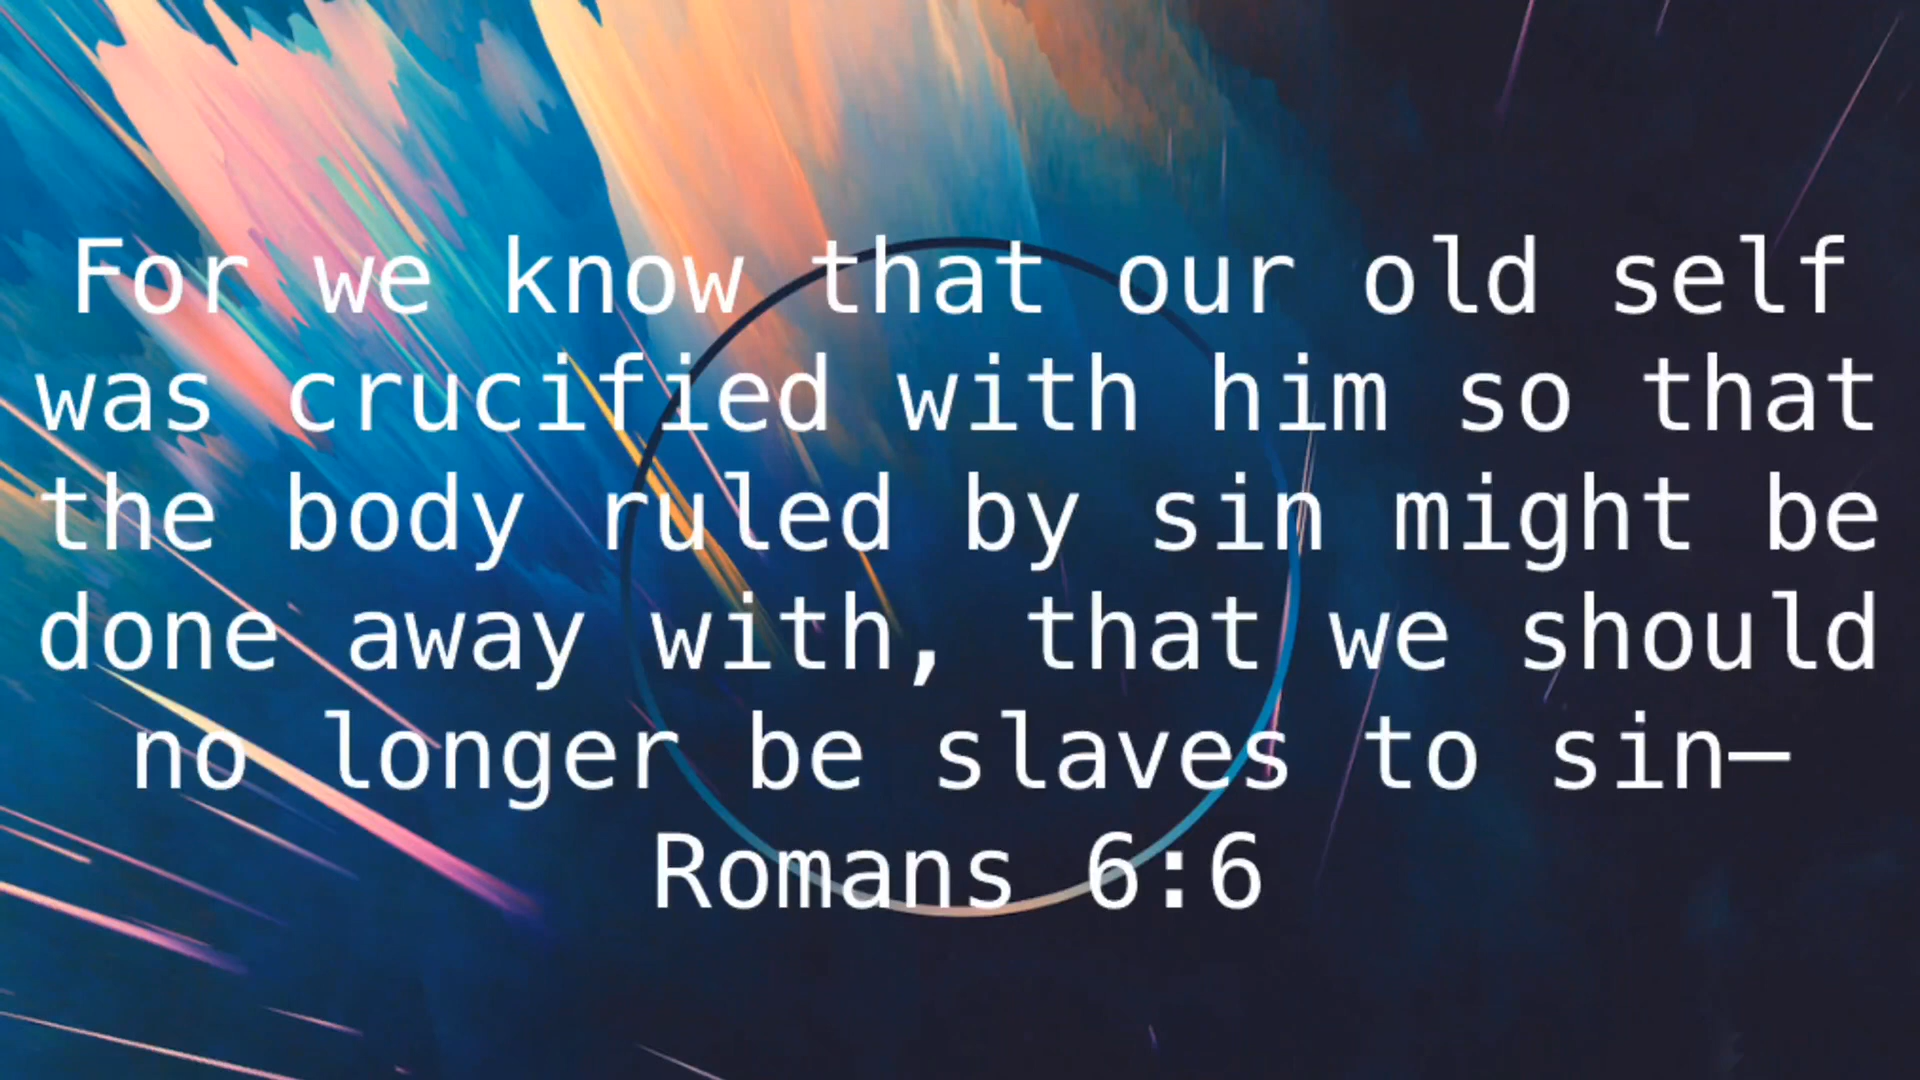 For we know that our old self
was crucified with him so that
the body ruled by sin might be
done away with, that we should
no longer be slaves to sin—
Romans 6:6